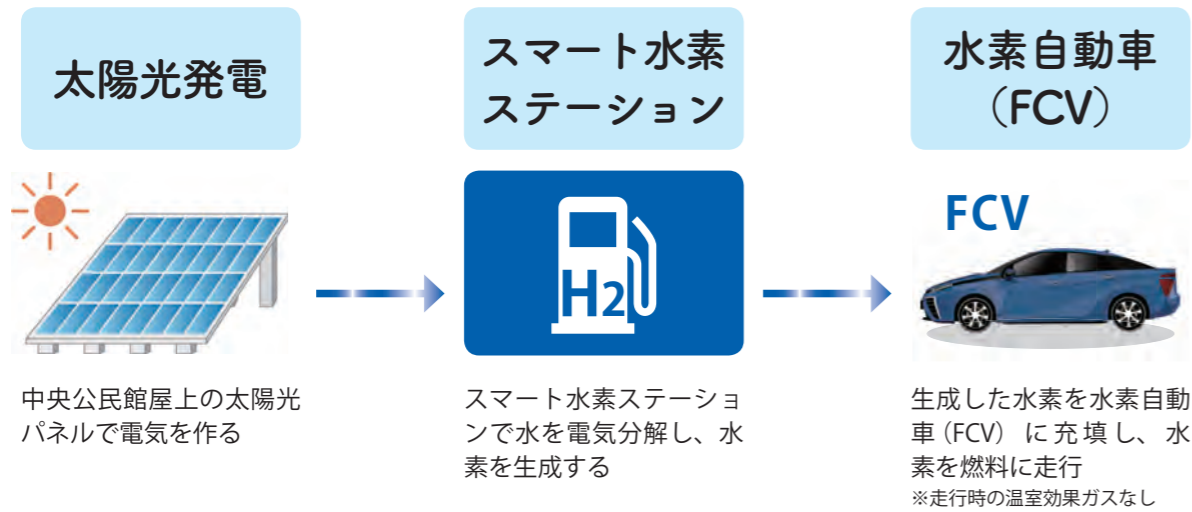 太陽光発電
スマート水素
ステーション
水素自動車
（FCV）
H2
FCV
中央公民館屋上の太陽光
パネルで電気を作る
スマート水素ステーショ
ンで水を電気分解し、水
素を生成する
生成した水素を水素自動
車（FCV）に充填し、水
素を燃料に走行
※走行時の温室効果ガスなし